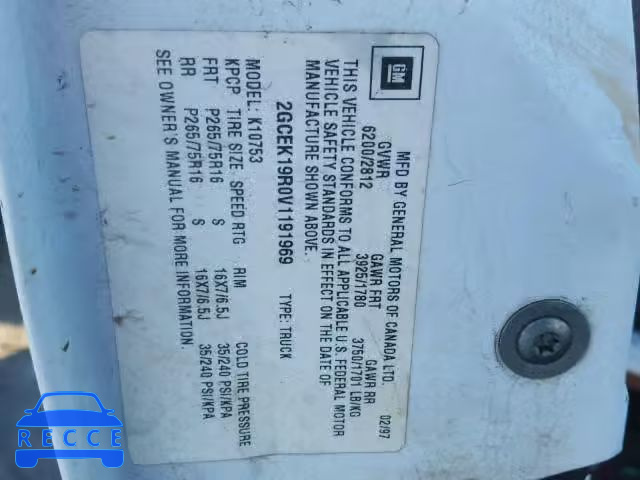 GM
MFD BY GENERAL MOTORS OF CANADA LTD.
02/97
GVWR GAWR FRT GAWR RR
6200/2812 3925/1780 3750/1701 LB/KG
THIS VEHICLE CONFORMS TO ALL APPLICABLE U.S. FEDERAL MOTOR
VEHICLE SAFETY STANDARDS IN EFFECT ON THE DATE OF
MANUFACTURE SHOWN ABOVE.
2GCEK19R0V1191969 TYPE: TRUCK
MODEL: K10753
KPCP TIRE SIZE SPEED RTG RIM COLD TIRE PRESSURE
FRT P265/75R16 S 16X7/6.5J 35/240 PSI/KPA
RR P265/75R16 S 16X7/6.5J 35/240 PSI/KPA
SEE OWNER'S MANUAL FOR MORE INFORMATION.
RECCE